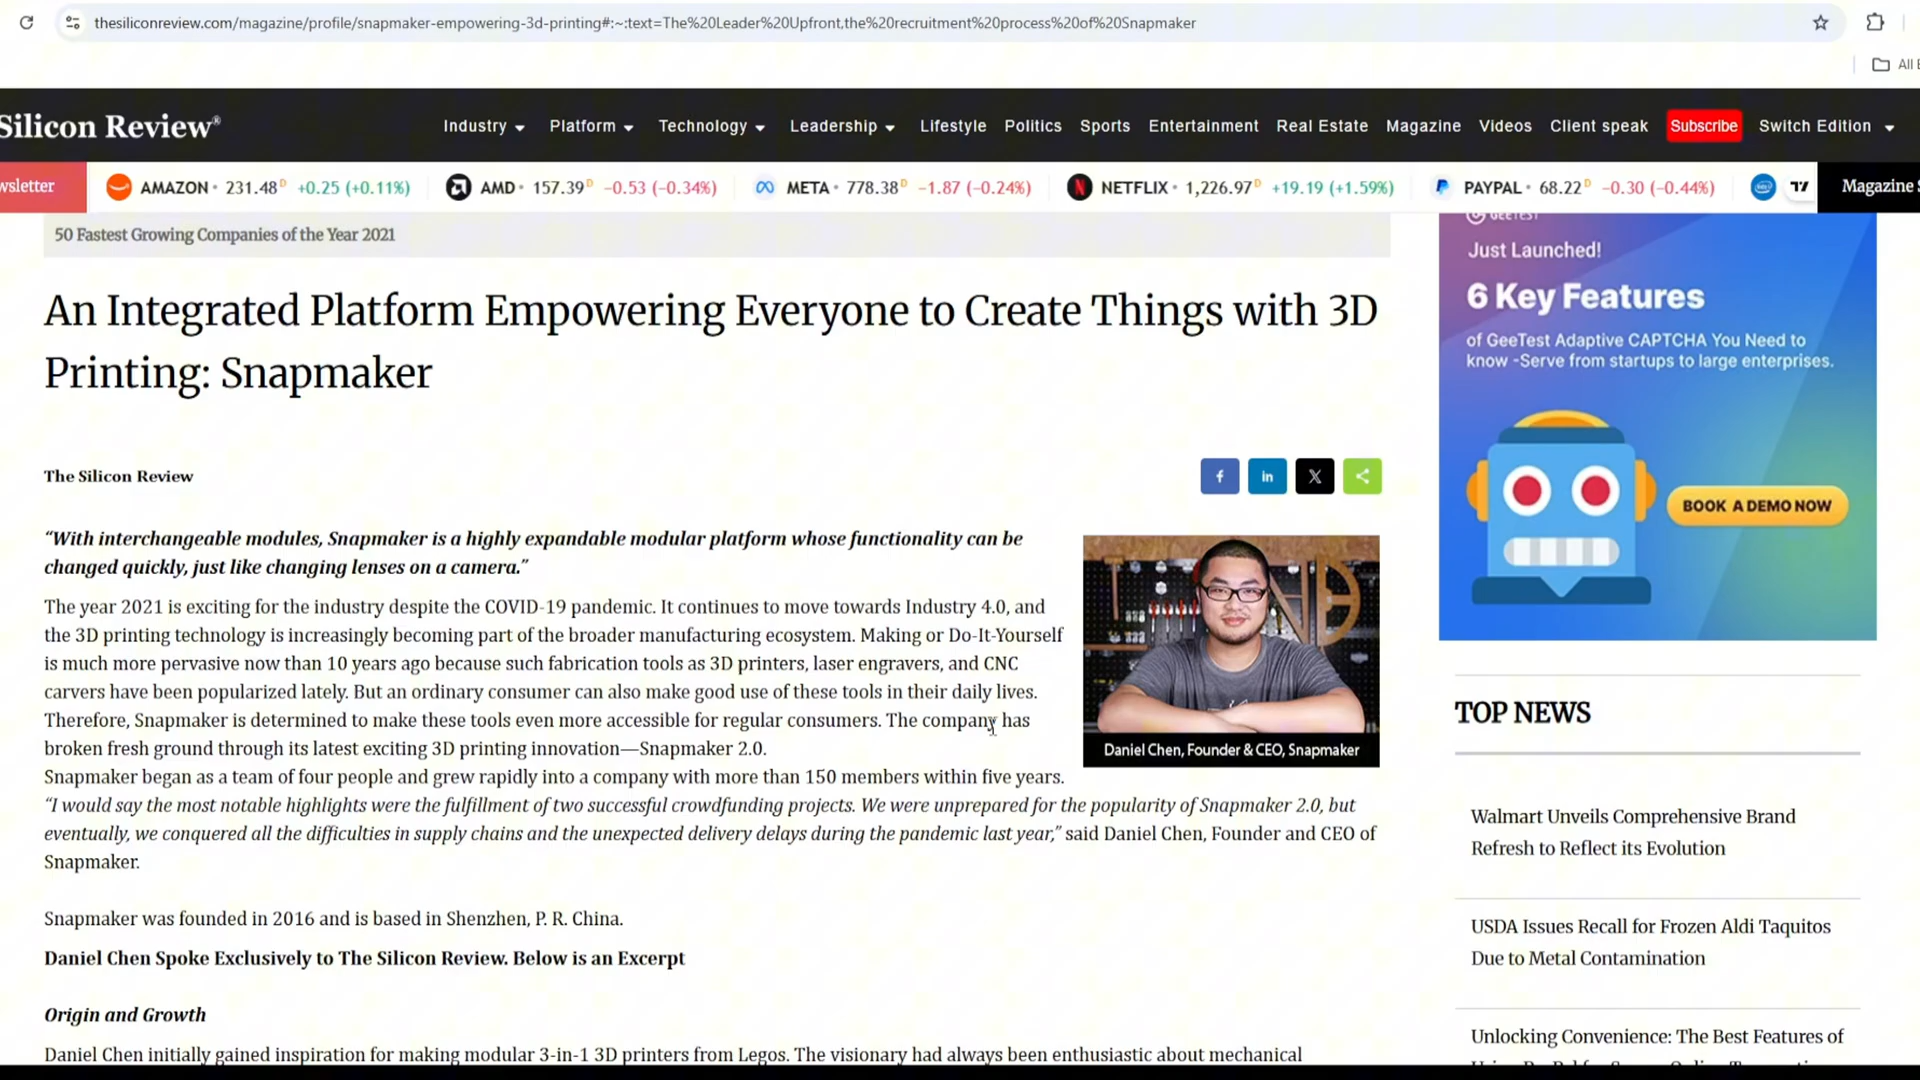 thesiliconreview.com/magazine/profile/snapmaker-empowering-3d-printing#:~:text=The%20Leader%20Upfront,the%20recruitment%20process%20of%20Snapmaker
All
Silicon Review®
Industry
Platform
Technology
Leadership
Lifestyle
Politics
Sports
Entertainment
Real Estate
Magazine
Videos
Client speak
Subscribe
Switch Edition
wsletter
AMAZON • 231.48 D +0.25 (+0.11%)
AMD • 157.39 D −0.53 (−0.34%)
META • 778.38 D −1.87 (−0.24%)
NETFLIX • 1,226.97 D +19.19 (+1.59%)
PAYPAL • 68.22 D −0.30 (−0.44%)
Magazine S
50 Fastest Growing Companies of the Year 2021
An Integrated Platform Empowering Everyone to Create Things with 3D
Printing: Snapmaker
The Silicon Review
“With interchangeable modules, Snapmaker is a highly expandable modular platform whose functionality can be
changed quickly, just like changing lenses on a camera.”
The year 2021 is exciting for the industry despite the COVID-19 pandemic. It continues to move towards Industry 4.0, and
the 3D printing technology is increasingly becoming part of the broader manufacturing ecosystem. Making or Do-It-Yourself
is much more pervasive now than 10 years ago because such fabrication tools as 3D printers, laser engravers, and CNC
carvers have been popularized lately. But an ordinary consumer can also make good use of these tools in their daily lives.
Therefore, Snapmaker is determined to make these tools even more accessible for regular consumers. The company has
broken fresh ground through its latest exciting 3D printing innovation—Snapmaker 2.0.
Daniel Chen, Founder & CEO, Snapmaker
Snapmaker began as a team of four people and grew rapidly into a company with more than 150 members within five years.
“I would say the most notable highlights were the fulfillment of two successful crowdfunding projects. We were unprepared for the popularity of Snapmaker 2.0, but
eventually, we conquered all the difficulties in supply chains and the unexpected delivery delays during the pandemic last year,” said Daniel Chen, Founder and CEO of
Snapmaker.
Snapmaker was founded in 2016 and is based in Shenzhen, P. R. China.
Daniel Chen Spoke Exclusively to The Silicon Review. Below is an Excerpt
Origin and Growth
Daniel Chen initially gained inspiration for making modular 3-in-1 3D printers from Legos. The visionary had always been enthusiastic about mechanical
GEETEST
Just Launched!
6 Key Features
of GeeTest Adaptive CAPTCHA You Need to
know -Serve from startups to large enterprises.
BOOK A DEMO NOW
TOP NEWS
Walmart Unveils Comprehensive Brand
Refresh to Reflect its Evolution
USDA Issues Recall for Frozen Aldi Taquitos
Due to Metal Contamination
Unlocking Convenience: The Best Features of